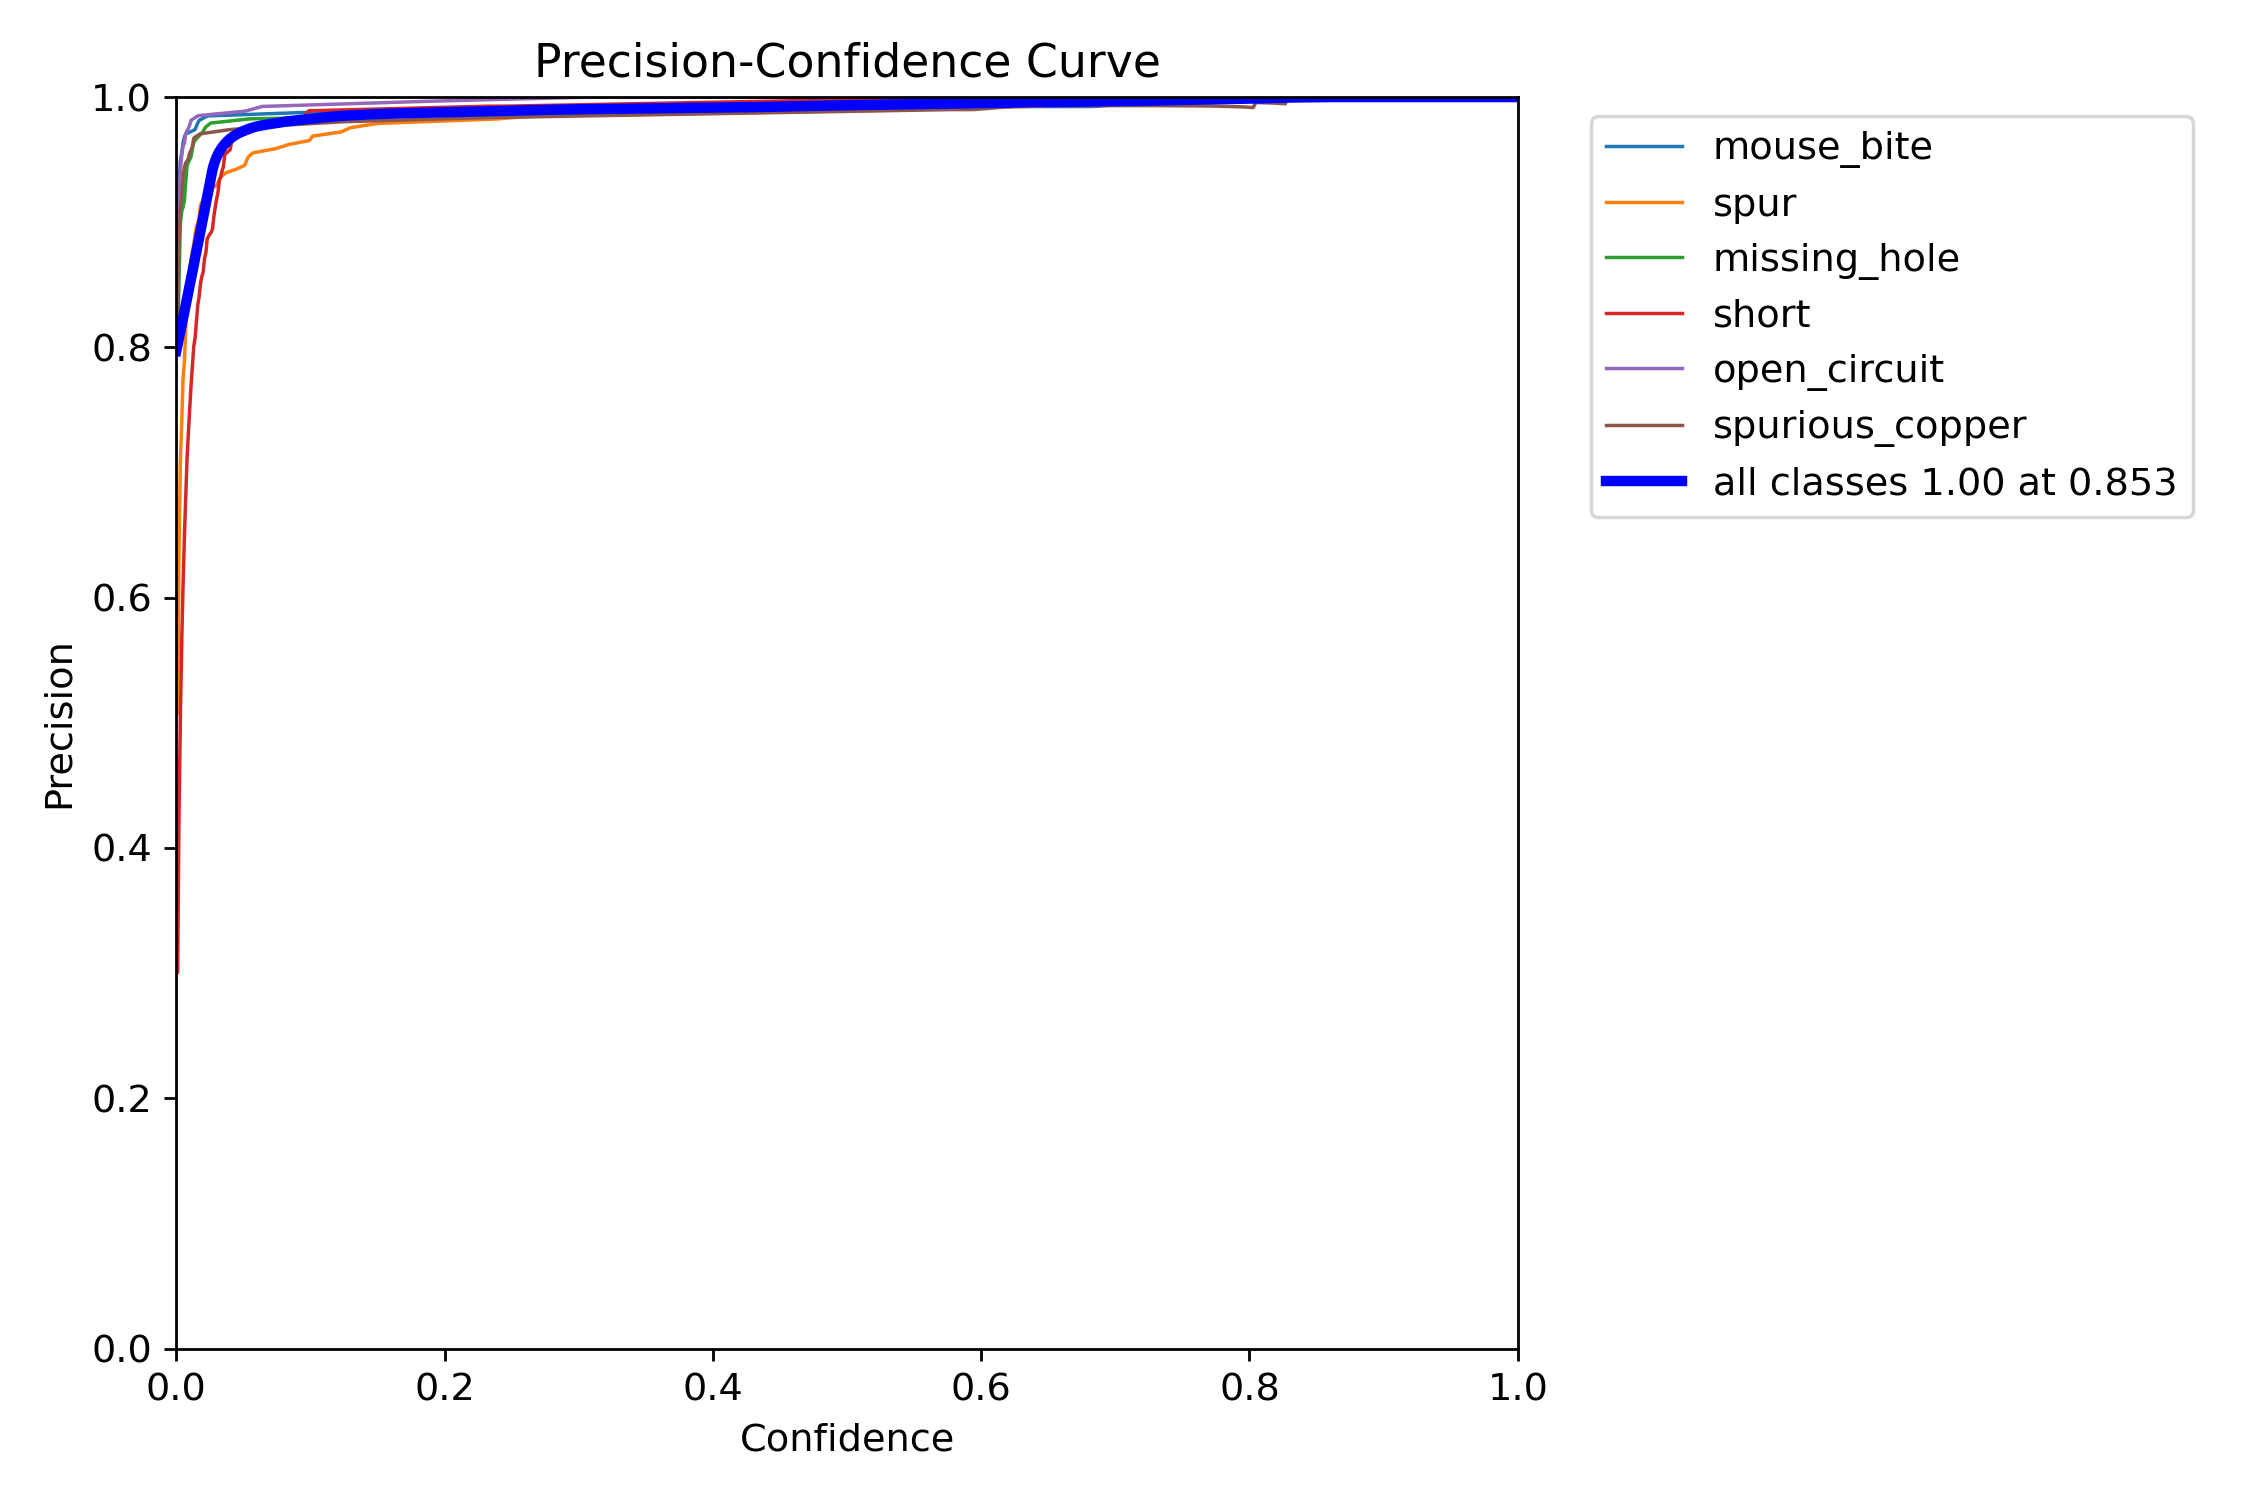 Precision-Confidence Curve
1.0
0.8
0.6
0.4
0.2
0.0
Precision
0.0 0.2 0.4 0.6 0.8 1.0
Confidence
mouse_bite
spur
missing_hole
short
open_circuit
spurious_copper
all classes 1.00 at 0.853